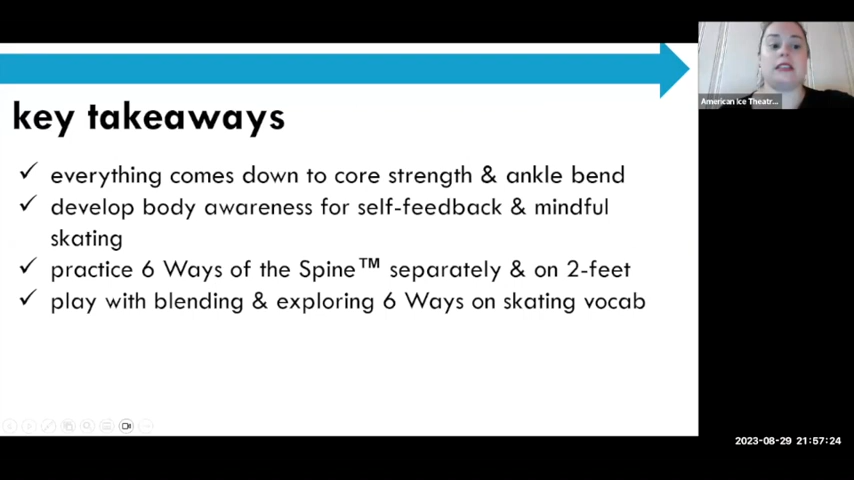 American Ice Theatr...
key takeaways
✓ everything comes down to core strength & ankle bend
✓ develop body awareness for self-feedback & mindful
skating
✓ practice 6 Ways of the Spine™ separately & on 2-feet
✓ play with blending & exploring 6 Ways on skating vocab
2023-08-29 21:57:24